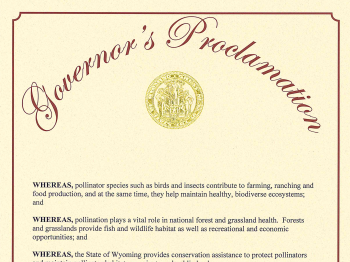 Governor's Proclamation
WHEREAS, pollinator species such as birds and insects contribute to farming, ranching and
food production, and at the same time, they help maintain healthy, biodiverse ecosystems;
and
WHEREAS, pollination plays a vital role in national forest and grassland health. Forests
and grasslands provide fish and wildlife habitat as well as recreational and economic
opportunities; and
WHEREAS, the State of Wyoming provides conservation assistance to protect pollinators